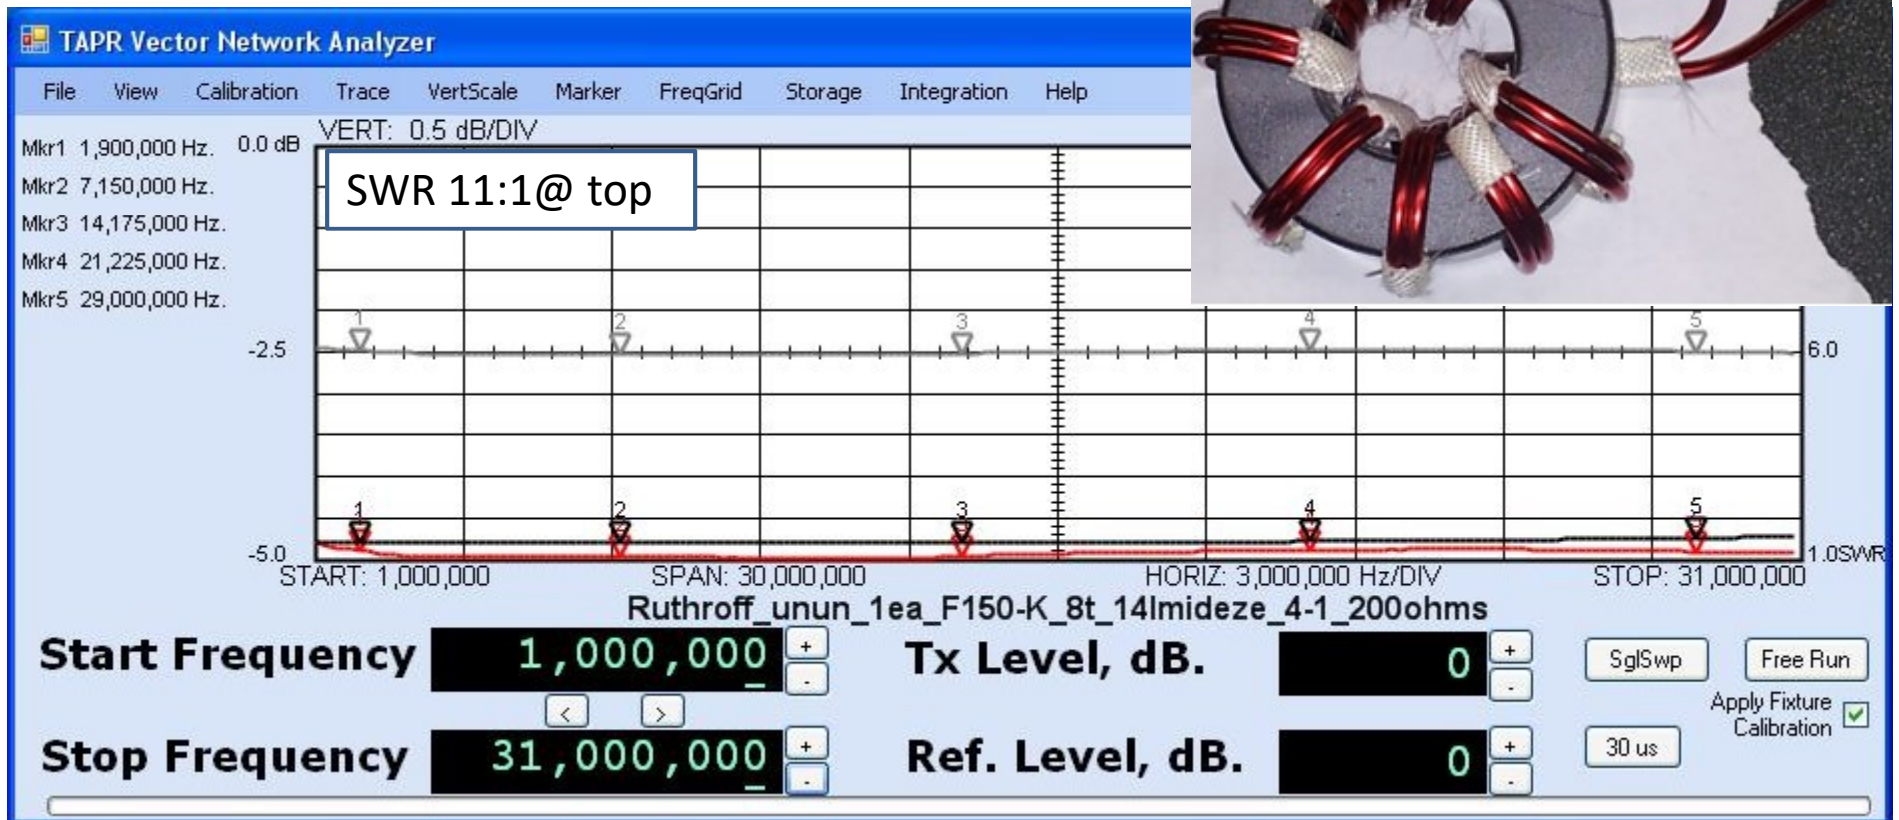 TAPR Vector Network Analyzer
File View Calibration Trace VertScale Marker FreqGrid Storage Integration Help
VERT: 0.5 dB/DIV
Mkr1 1,900,000 Hz. 0.0 dB
SWR 11:1@ top
Mkr2 7,150,000 Hz.
Mkr3 14,175,000 Hz.
Mkr4 21,225,000 Hz.
Mkr5 29,000,000 Hz.
1 2 3 4 5
-2.5 6.0
1 2 3 4 5
-5.0 1.0SWR
START: 1,000,000 SPAN: 30,000,000 HORIZ: 3,000,000 Hz/DIV STOP: 31,000,000
Ruthroff_unun_1ea_F150-K_8t_14lmideze_4-1_200ohms
Start Frequency 1,000,000 + - Tx Level, dB. 0 + - SglSwp Free Run
< >
Apply Fixture
Calibration
Stop Frequency 31,000,000 + - Ref. Level, dB. 0 + - 30 us